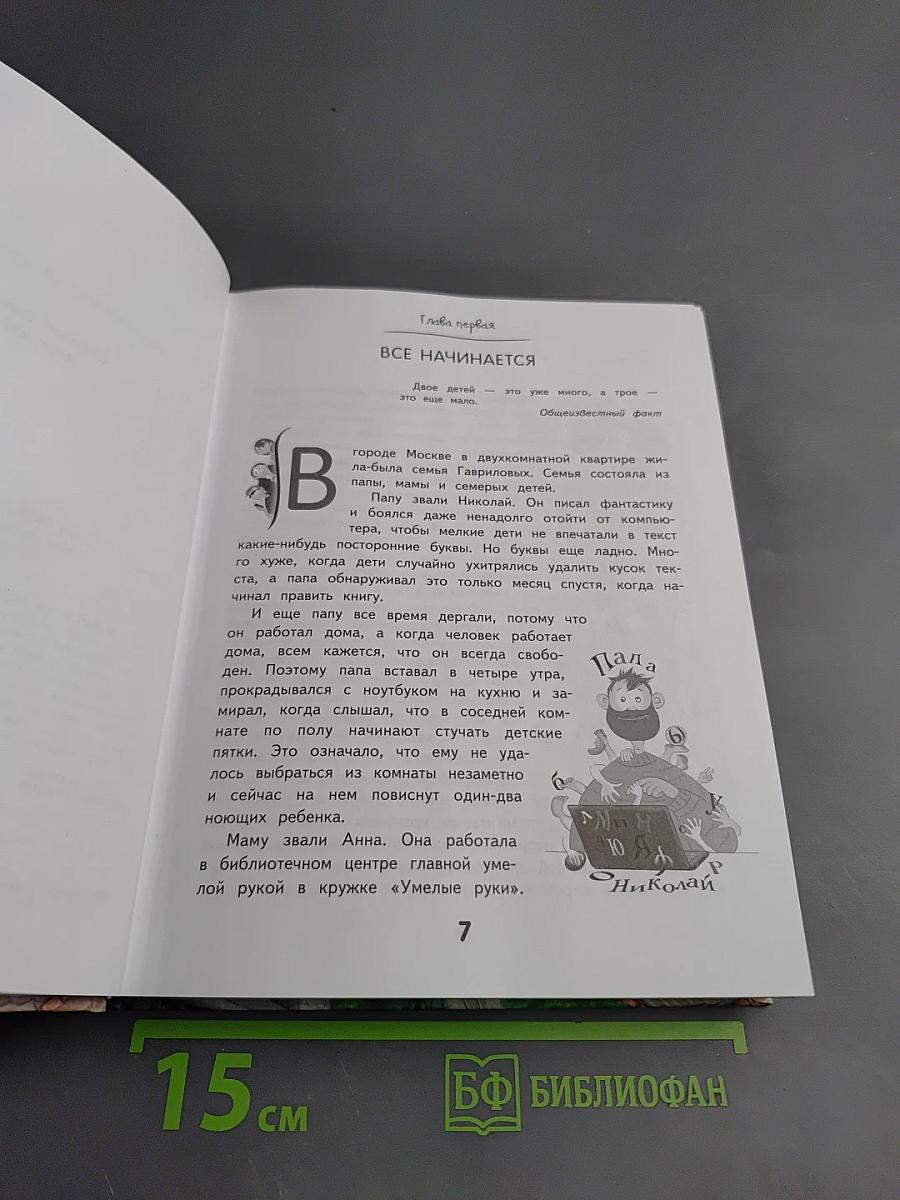 Глава первая
ВСЕ НАЧИНАЕТСЯ
Двое детей — это уже много, а трое —
это еще мало.
Общеизвестный факт
В городе Москве в двухкомнатной квартире жи-
ла-была семья Гавриловых. Семья состояла из
папы, мамы и семерых детей.
Папу звали Николай. Он писал фантастику
и боялся даже ненадолго отойти от компью-
тера, чтобы мелкие дети не впечатали в текст
какие-нибудь посторонние буквы. Но буквы еще ладно. Мно-
го хуже, когда дети случайно ухитрялись удалить кусок тек-
ста, а папа обнаруживал это только месяц спустя, когда на-
чинал править книгу.
И еще папу все время дергали, потому что
он работал дома, а когда человек работает
дома, всем кажется, что он всегда свобо-
ден. Поэтому папа вставал в четыре утра,
прокрадывался с ноутбуком на кухню и за-
мирал, когда слышал, что в соседней ком-
нате по полу начинают стучать детские
пятки. Это означало, что ему не уда-
лось выбраться из комнаты незаметно
и сейчас на нем повиснут один-два
ноющих ребенка.
Маму звали Анна. Она работала
в библиотечном центре главной уме-
лой рукой в кружке «Умелые руки».
Папа
Николай
7
15 см
БФ БИБЛИОФАН